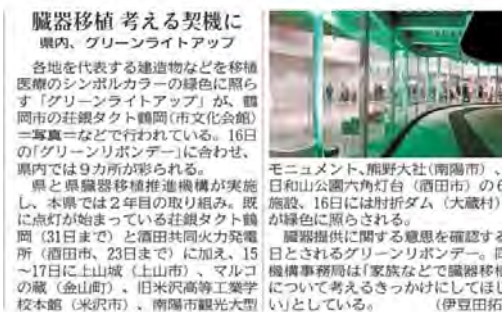 臓器移植 考える契機に
県内、グリーンライトアップ
各地を代表する建造物などを移植
医療のシンボルカラーの緑色に照ら
す「グリーンライトアップ」が、鶴
岡市の荘銀タクト鶴岡(市文化会館)
=写真=などで行われている。16日
の「グリーンリボンデー」に合わせ、
県内では9カ所が彩られる。
県と県臓器移植推進機構が実施
し、本県では2年目の取り組み。既
に点灯が始まっている荘銀タクト鶴
岡(31日まで)と酒田共同火力発電
所(酒田市、23日まで)に加え、15
〜17日に上山城(上山市)、マルコ
の蔵(金山町)、旧米沢高等工業学
校本館(米沢市)、南陽市観光大型
モニュメント、熊野大社(南陽市)、
日和山公園六角灯台(酒田市)の6
施設、16日には肘折ダム(大蔵村)
が緑色に照らされる。
臓器提供に関する意思を確認する
日とされるグリーンリボンデー。同
機構事務局は「家族などで臓器移植
について考えるきっかけにしてほし
い」としている。 (伊豆田拓)